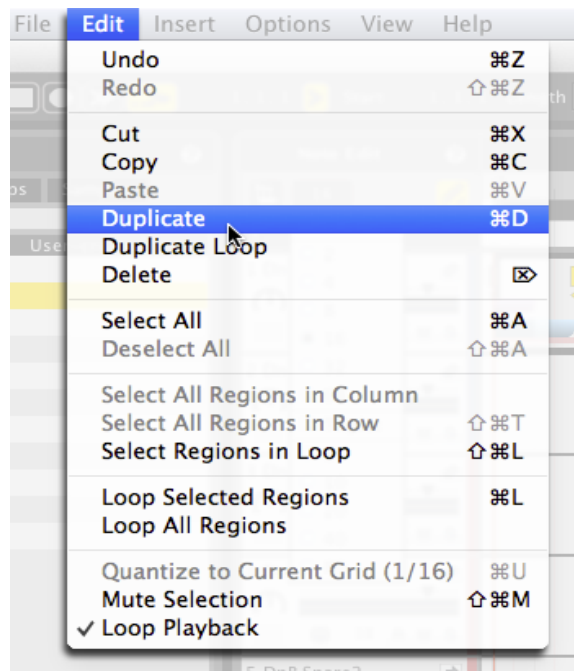 File Edit Insert Options View Help
Undo ⌘Z
Redo ⇧⌘Z
Cut ⌘X
Copy ⌘C
Paste ⌘V
Duplicate ⌘D
Duplicate Loop
Delete ⌦
Select All ⌘A
Deselect All ⇧⌘A
Select All Regions in Column
Select All Regions in Row ⇧⌘T
Select Regions in Loop ⇧⌘L
Loop Selected Regions ⌘L
Loop All Regions
Quantize to Current Grid (1/16) ⌘U
Mute Selection ⇧⌘M
✓ Loop Playback